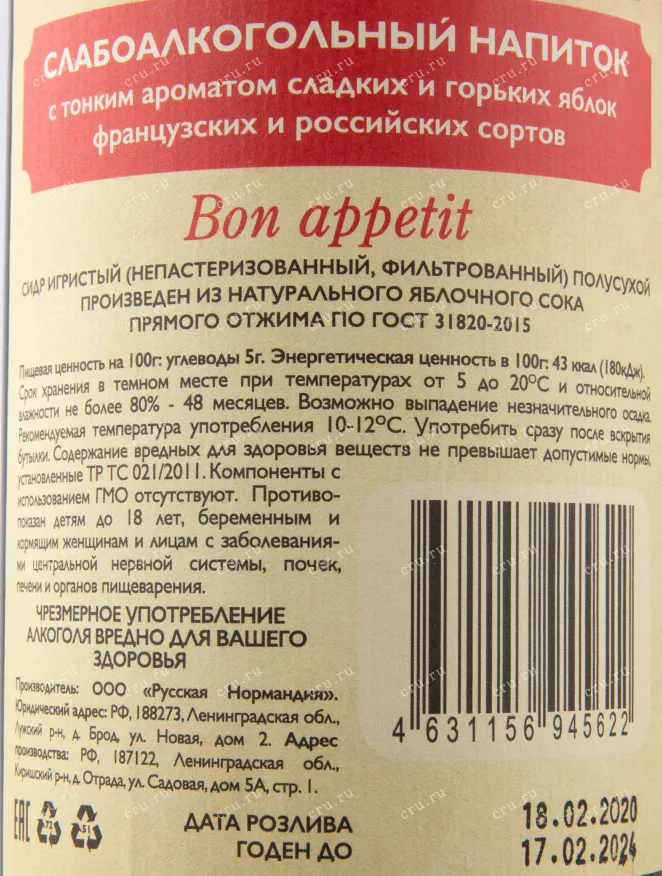 СЛАБОАЛКОГОЛЬНЫЙ НАПИТОК
С ТОНКИМ АРОМАТОМ СЛАДКИХ И ГОРЬКИХ ЯБЛОК
ФРАНЦУЗСКИХ И РОССИЙСКИХ СОРТОВ
Bon appetit
СИДР ИГРИСТЫЙ (НЕПАСТЕРИЗОВАННЫЙ, ФИЛЬТРОВАННЫЙ) ПОЛУСУХОЙ
ПРОИЗВЕДЕН ИЗ НАТУРАЛЬНОГО ЯБЛОЧНОГО СОКА
ПРЯМОГО ОТЖИМА ПО ГОСТ 31820-2015
Пищевая ценность на 100г: углеводы 5г. Энергетическая ценность в 100г: 43 ккал (180кДж).
Срок хранения в темном месте при температурах от 5 до 20°С и относительной
влажности не более 80% - 48 месяцев. Возможно выпадение незначительного осадка.
Рекомендуемая температура употребления 10-12°С. Употребить сразу после вскрытия
бутылки. Содержание вредных для здоровья веществ не превышает допустимые нормы,
установленные ТР ТС 021/2011. Компоненты с
использованием ГМО отсутствуют. Противо-
показан детям до 18 лет, беременным и
кормящим женщинам и лицам с заболевания-
ми центральной нервной системы, почек,
печени и органов пищеварения.
ЧРЕЗМЕРНОЕ УПОТРЕБЛЕНИЕ
АЛКОГОЛЯ ВРЕДНО ДЛЯ ВАШЕГО
ЗДОРОВЬЯ
Производитель: ООО «Русская Нормандия».
Юридический адрес: РФ, 188273, Ленинградская обл.,
Лужский р-н, д. Брод, ул. Новая, дом 2. Адрес
производства: РФ, 187122, Ленинградская обл.,
Киришский р-н, д. Отрада, ул. Садовая, дом 5А, стр. 1.
4 631156 945622
EAC 72 51
ДАТА РОЗЛИВА 18.02.2020
ГОДЕН ДО 17.02.2024
cru.ru